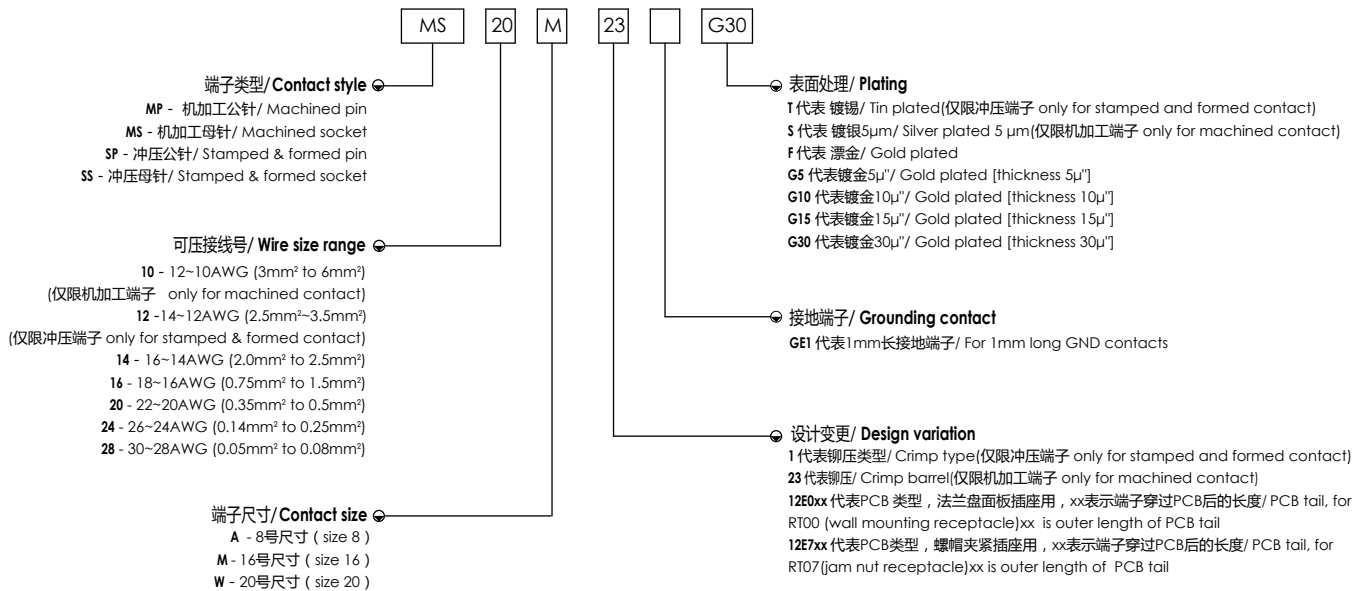 MS 20 M 23 G30
端子类型/ Contact style
MP - 机加工公针/ Machined pin
MS - 机加工母针/ Machined socket
SP - 冲压公针/ Stamped & formed pin
SS - 冲压母针/ Stamped & formed socket
可压接线号/ Wire size range
10 - 12~10AWG (3mm² to 6mm²)
(仅限机加工端子 only for machined contact)
12 -14~12AWG (2.5mm²~3.5mm²)
(仅限冲压端子 only for stamped & formed contact)
14 - 16~14AWG (2.0mm² to 2.5mm²)
16 - 18~16AWG (0.75mm² to 1.5mm²)
20 - 22~20AWG (0.35mm² to 0.5mm²)
24 - 26~24AWG (0.14mm² to 0.25mm²)
28 - 30~28AWG (0.05mm² to 0.08mm²)
端子尺寸/ Contact size
A - 8号尺寸 ( size 8 )
M - 16号尺寸 ( size 16 )
W - 20号尺寸 ( size 20 )
表面处理/ Plating
T 代表 镀锡/ Tin plated(仅限冲压端子 only for stamped and formed contact)
S 代表 镀银5μm/ Silver plated 5 μm(仅限机加工端子 only for machined contact)
F 代表 漂金/ Gold plated
G5 代表镀金5μ"/ Gold plated [thickness 5μ"]
G10 代表镀金10μ"/ Gold plated [thickness 10μ"]
G15 代表镀金15μ"/ Gold plated [thickness 15μ"]
G30 代表镀金30μ"/ Gold plated [thickness 30μ"]
接地端子/ Grounding contact
GE1 代表1mm长接地端子/ For 1mm long GND contacts
设计变更/ Design variation
1 代表铆压类型/ Crimp type(仅限冲压端子 only for stamped and formed contact)
23 代表铆压/ Crimp barrel(仅限机加工端子 only for machined contact)
12E0xx 代表PCB 类型，法兰盘面板插座用，xx表示端子穿过PCB后的长度/ PCB tail, for
RT00 (wall mounting receptacle)xx is outer length of PCB tail
12E7xx 代表PCB类型，螺帽夹紧插座用，xx表示端子穿过PCB后的长度/ PCB tail, for
RT07(jam nut receptacle)xx is outer length of PCB tail